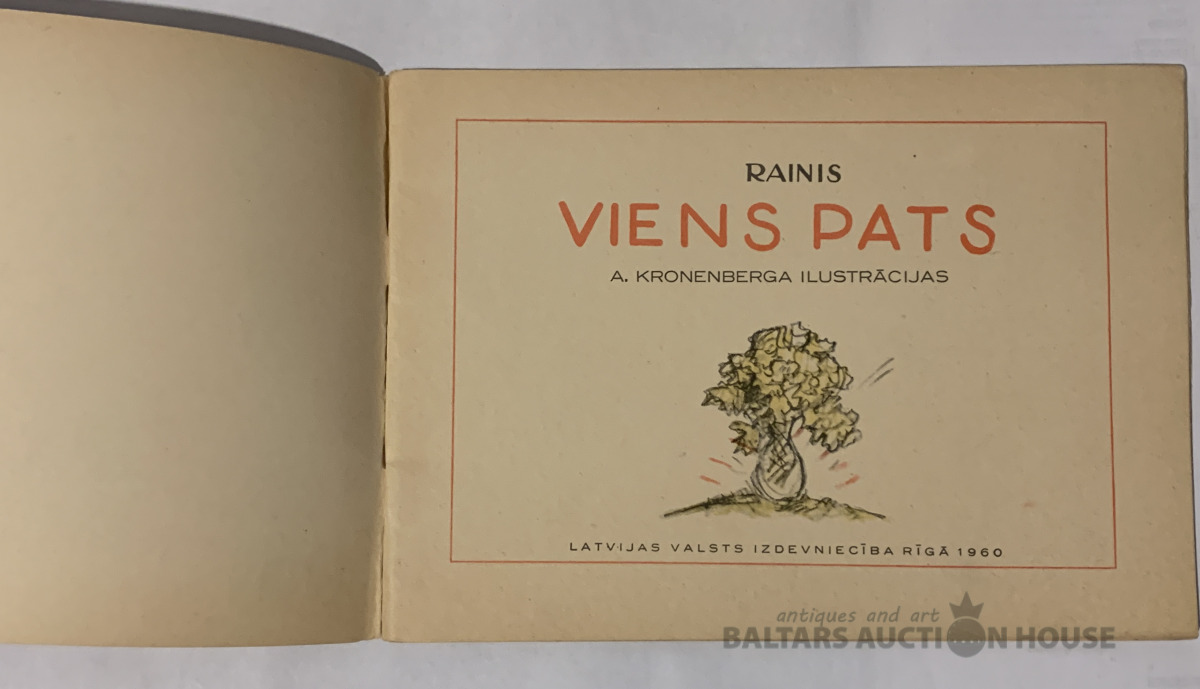 RAINIS
VIENS PATS
A. KRONENBERGA ILUSTRĀCIJAS
LATVIJAS VALSTS IZDEVNIECĪBA RĪGĀ 1960
antiques and art
BALTARS AUCTION HOUSE